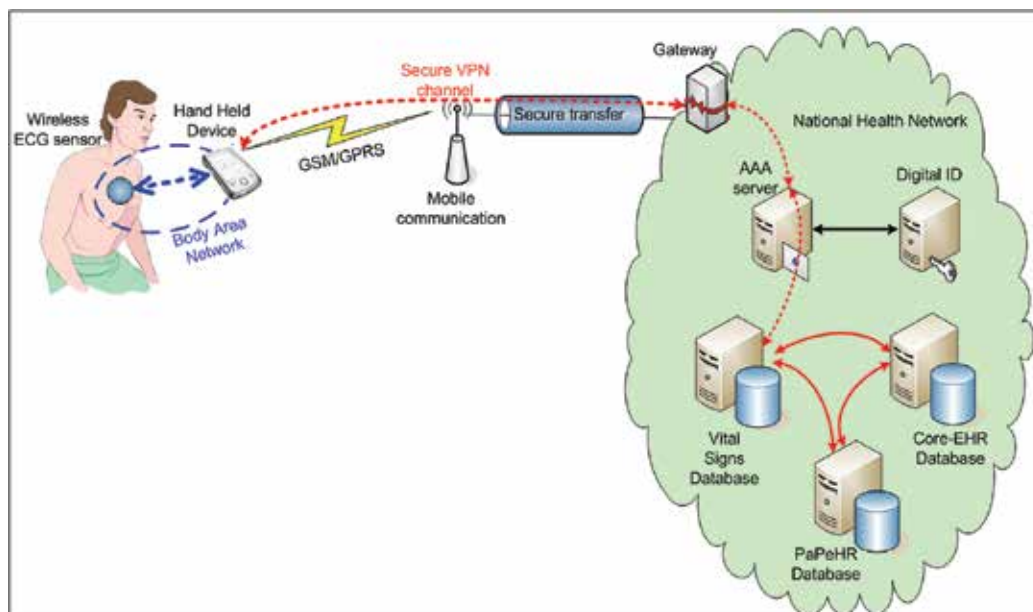 Wireless
ECG sensor
Hand Held
Device
Body Area
Network
GSM/GPRS
Secure VPN
channel
Mobile
communication
Secure transfer
Gateway
National Health Network
AAA
server
Digital ID
Vital
Signs
Database
Core-EHR
Database
PaPeHR
Database